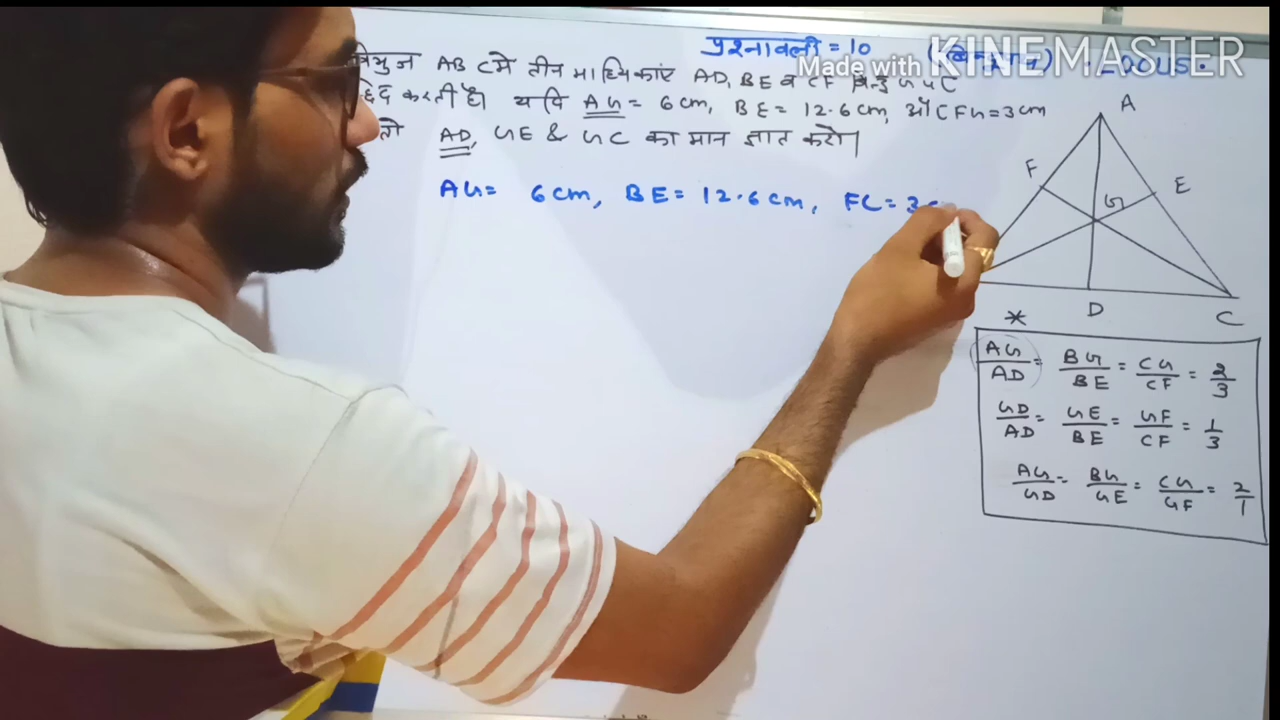 प्रश्नावली = 10
Made with KINEMASTER
LOCUS
AB C में तीन माध्यिकाएं AD, BE व CF बिन्दु G पर
करती है। यदि AG = 6 cm, BE = 12.6 cm, और FG = 3 cm
तो AD, GE & GC का मान ज्ञात करो।
AG = 6 cm, BE = 12.6 cm, FC = 3
A
F
E
G
D
C
*
AG/AD = BG/BE = CG/CF = 2/3
GD/AD = GE/BE = GF/CF = 1/3
AG/GD = BG/GE = CG/GF = 2/1